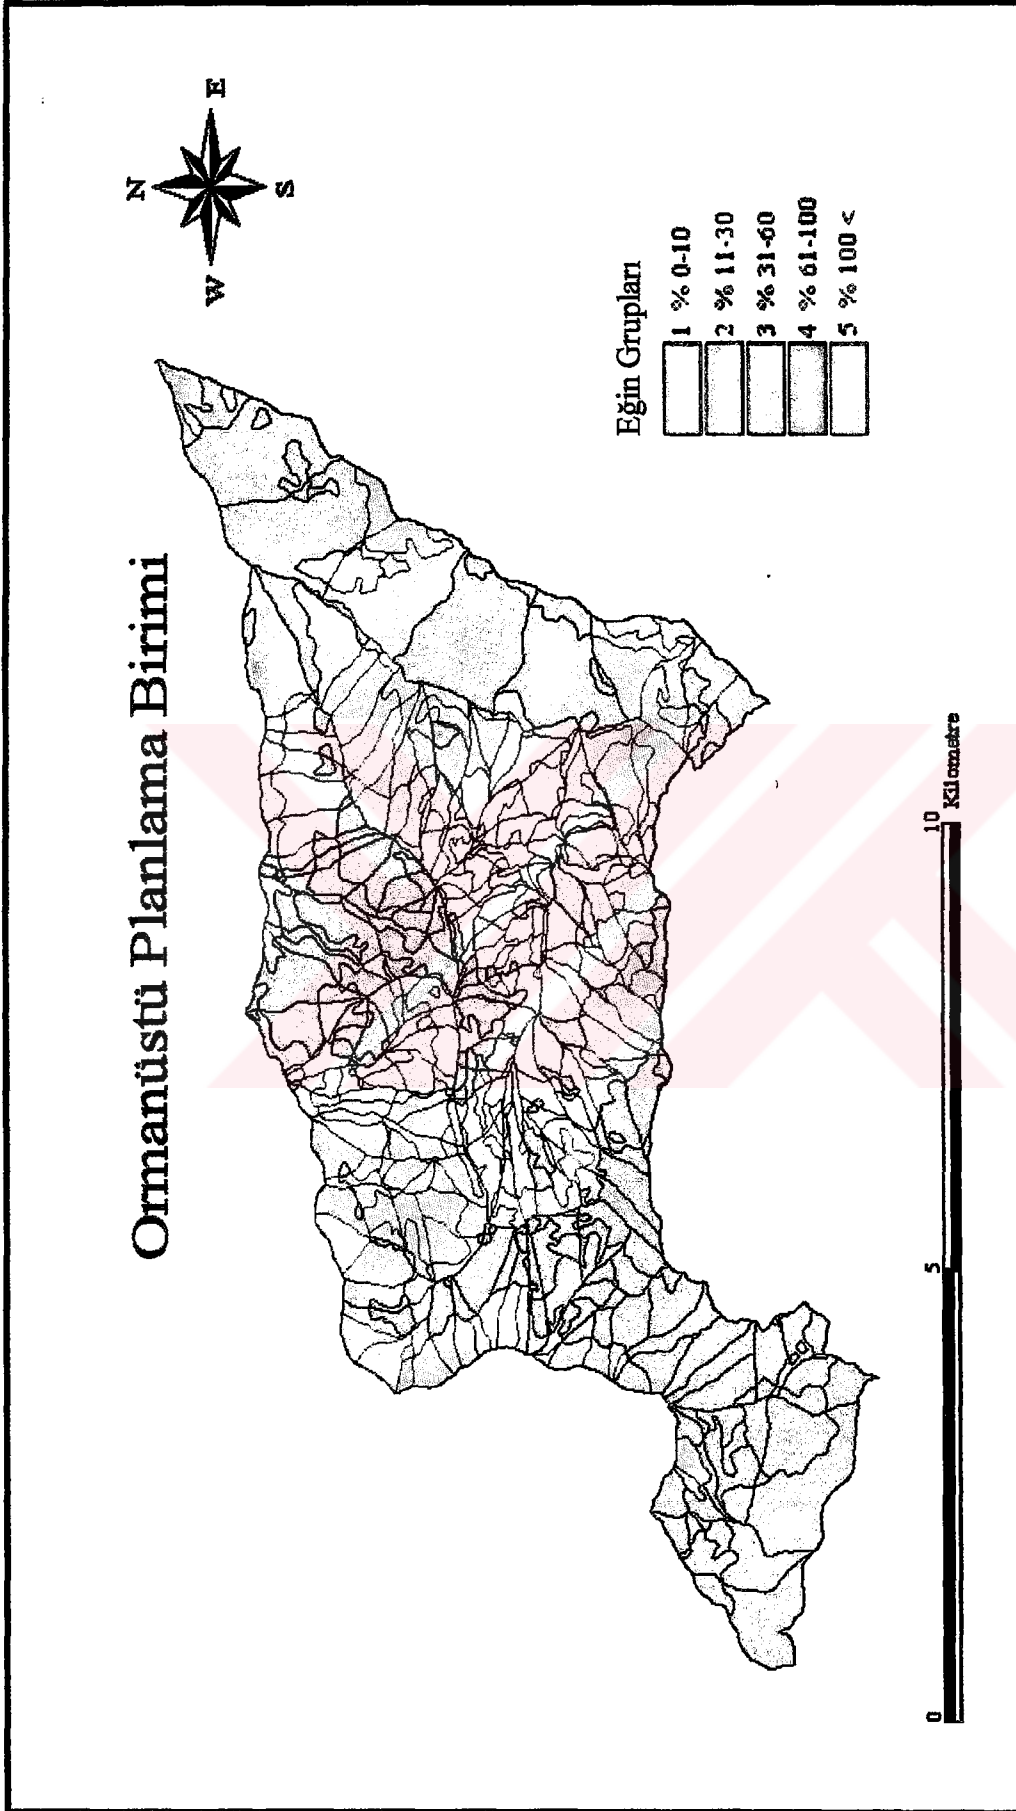 Ormanüstü Planlama Birimi
N
W
E
S
Eğin Grupları
1 % 0-10
2 % 11-30
3 % 31-60
4 % 61-100
5 % 100 <
0
5
10
Kilometre